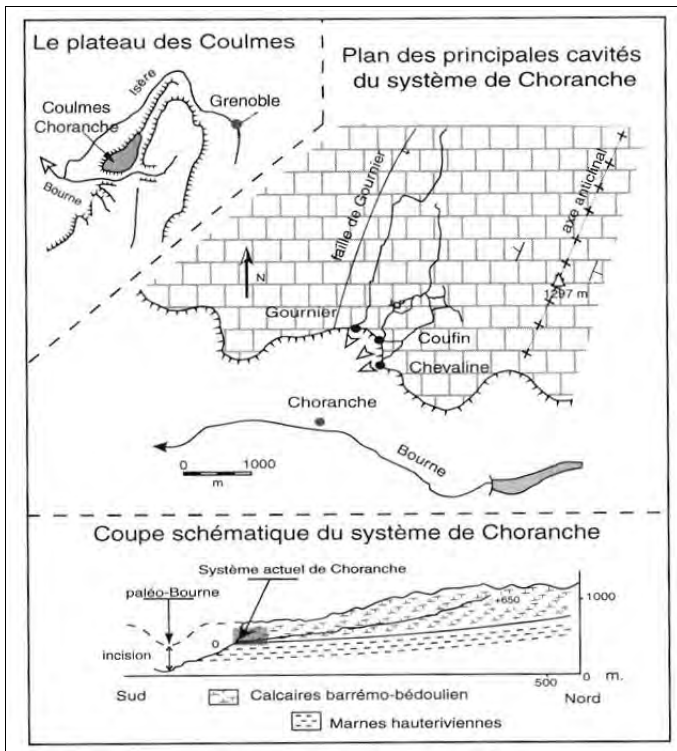 Le plateau des Coulmes
Isère
Grenoble
Coulmes
Choranche
Bourne
Plan des principales cavités
du système de Choranche
faille de Gournier
axe anticlinal
N
1297 m
Gournier
Coufin
Chevaline
Choranche
Bourne
0 1000
m
Coupe schématique du système de Choranche
Système actuel de Choranche
paléo-Bourne
+650
1000
0
incision
0 m.
500
Sud
Calcaires barrémo-bédoulien
Nord
Marnes hauteriviennes